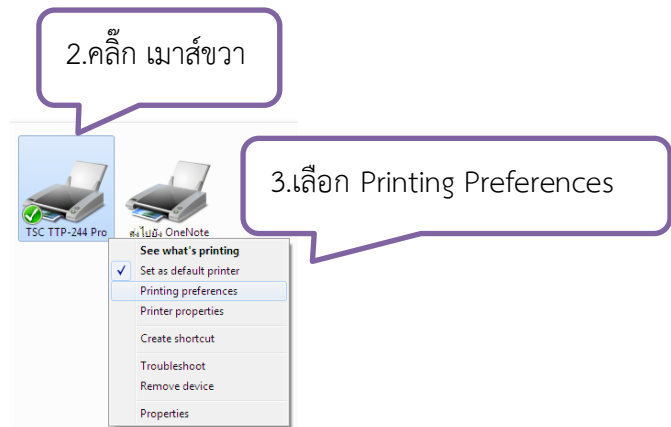 2.คลิ๊ก เมาส์ขวา
3.เลือก Printing Preferences
TSC TTP-244 Pro
ส่งไปยัง OneNote
See what's printing
Set as default printer
Printing preferences
Printer properties
Create shortcut
Troubleshoot
Remove device
Properties